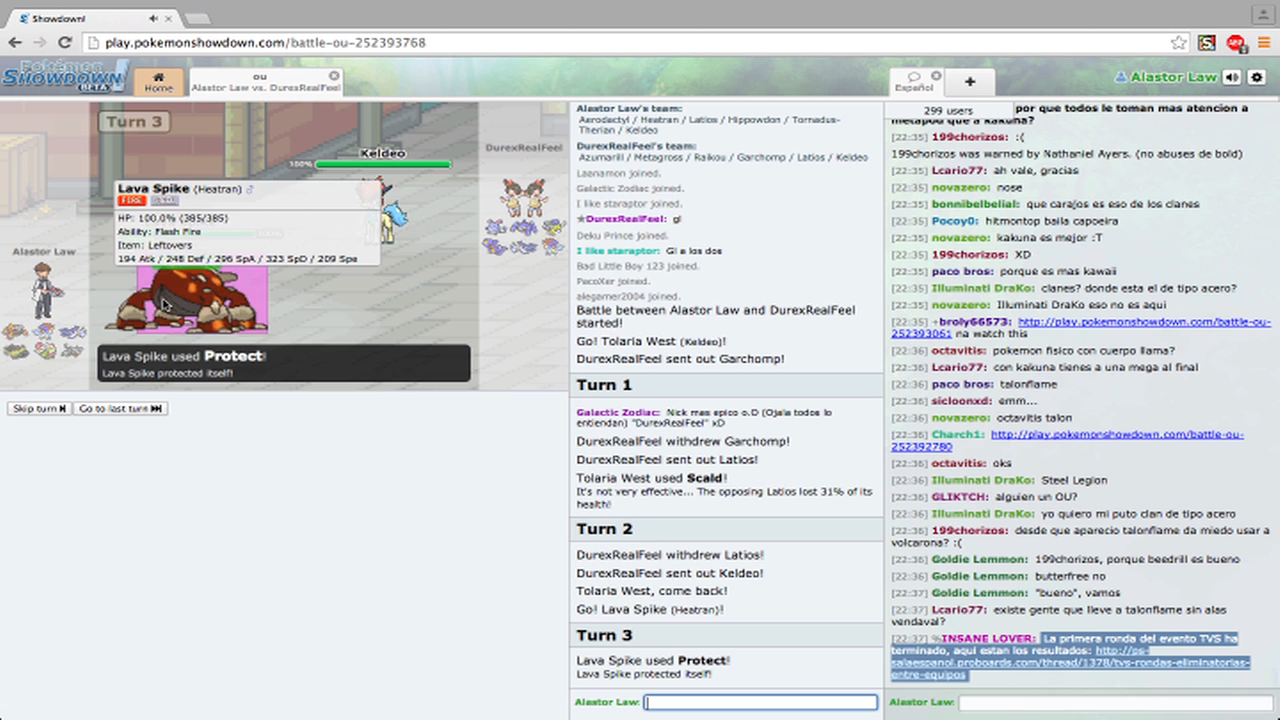 Showdown!
play.pokemonshowdown.com/battle-ou-252393768
Pokémon
SHOWDOWN!
BETA
Home
ou
Alastor Law vs. DurexRealFeel
Español
+
Alastor Law
Turn 3
Keldeo
100%
DurexRealFeel
Lava Spike (Heatran) ♂
FIRE
HP: 100.0% (385/385)
Ability: Flash Fire
Item: Leftovers
194 Atk / 248 Def / 296 SpA / 323 SpD / 209 Spe
Alastor Law
Lava Spike used Protect!
Lava Spike protected itself!
Skip turn
Go to last turn
Alastor Law's team:
Aerodactyl / Heatran / Latios / Hippowdon / Tornadus-
Therian / Keldeo
DurexRealFeel's team:
Azumarill / Metagross / Raikou / Garchomp / Latios / Keldeo
Laanamon joined.
Galactic Zodiac joined.
I like staraptor joined.
★DurexRealFeel: gl
Deku Prince joined.
I like staraptor: Gl a los dos
Bad Little Boy 123 joined.
PacoXer joined.
alegamer2004 joined.
Battle between Alastor Law and DurexRealFeel
started!
Go! Tolaria West (Keldeo)!
DurexRealFeel sent out Garchomp!
Turn 1
Galactic Zodiac: Nick mas epico o.D (Ojala todos lo
entiendan) "DurexRealFeel" xD
DurexRealFeel withdrew Garchomp!
DurexRealFeel sent out Latios!
Tolaria West used Scald!
It's not very effective... The opposing Latios lost 31% of its
health!
Turn 2
DurexRealFeel withdrew Latios!
DurexRealFeel sent out Keldeo!
Tolaria West, come back!
Go! Lava Spike (Heatran)!
Turn 3
Lava Spike used Protect!
Lava Spike protected itself!
Alastor Law:
299 users
por que todos le toman mas atencion a
metapod que a kakuna?
[22:35] 199chorizos: :(
199chorizos was warned by Nathaniel Ayers. (no abuses de bold)
[22:35] Lcario77: ah vale, gracias
[22:35] novazero: nose
[22:35] bonnibelbelial: que carajos es eso de los clanes
[22:35] Pocoy0: hitmontop baila capoeira
[22:35] novazero: kakuna es mejor :T
[22:35] 199chorizos: XD
[22:35] paco bros: porque es mas kawaii
[22:35] Illuminati DraKo: clanes? donde esta el de tipo acero?
[22:35] novazero: Illuminati DraKo eso no es aqui
[22:35] +broly66573: http://play.pokemonshowdown.com/battle-ou-
252393061 na watch this
[22:36] octavitis: pokemon fisico con cuerpo llama?
[22:36] Lcario77: con kakuna tienes a una mega al final
[22:36] paco bros: talonflame
[22:36] sicloonxd: emm...
[22:36] novazero: octavitis talon
[22:36] Charch1: http://play.pokemonshowdown.com/battle-ou-
252392780
[22:36] octavitis: oks
[22:36] Illuminati DraKo: Steel Legion
[22:36] GLIKTCH: alguien un OU?
[22:36] Illuminati DraKo: yo quiero mi puto clan de tipo acero
[22:36] 199chorizos: desde que aparecio talonflame da miedo usar a
volcarona? :(
[22:36] Goldie Lemmon: 199chorizos, porque beedrill es bueno
[22:36] Goldie Lemmon: butterfree no
[22:37] Goldie Lemmon: "bueno", vamos
[22:37] Lcario77: existe gente que lleve a talonflame sin alas
vendaval?
[22:37] %INSANE LOVER: La primera ronda del evento TVS ha
terminado, aqui estan los resultados: http://ps-
salaespanol.proboards.com/thread/1378/tvs-rondas-eliminatorias-
entre-equipos
Alastor Law: